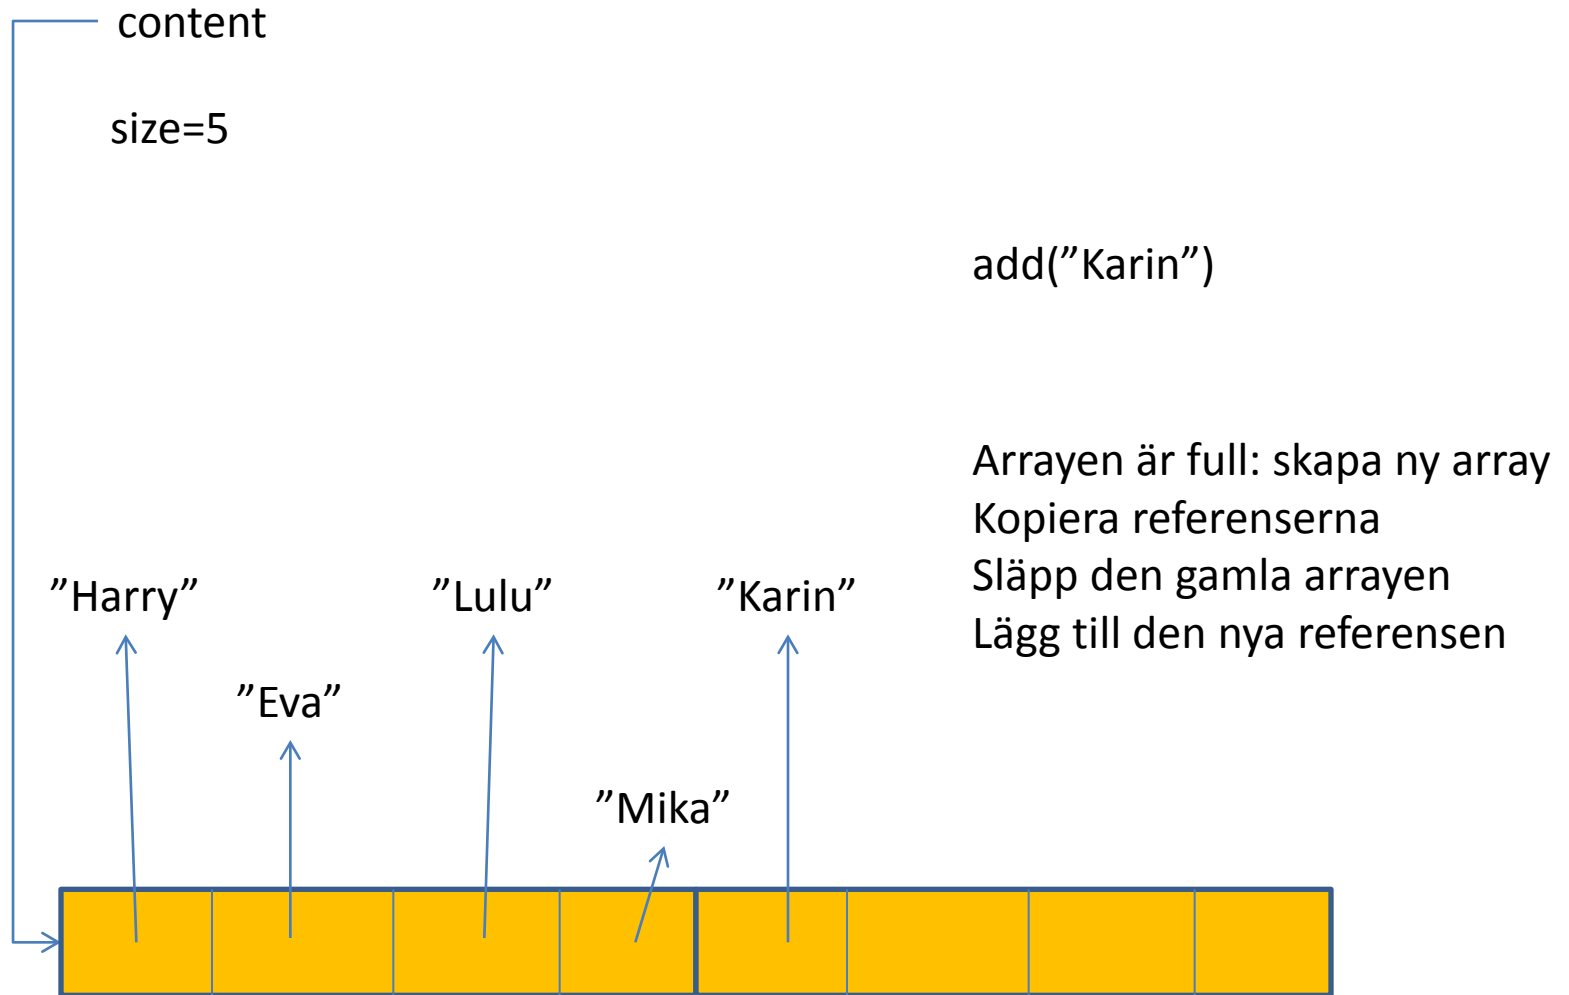 content
size=5
add(”Karin”)
Arrayen är full: skapa ny array
Kopiera referenserna
Släpp den gamla arrayen
Lägg till den nya referensen
”Harry”
”Lulu”
”Karin”
”Eva”
”Mika”